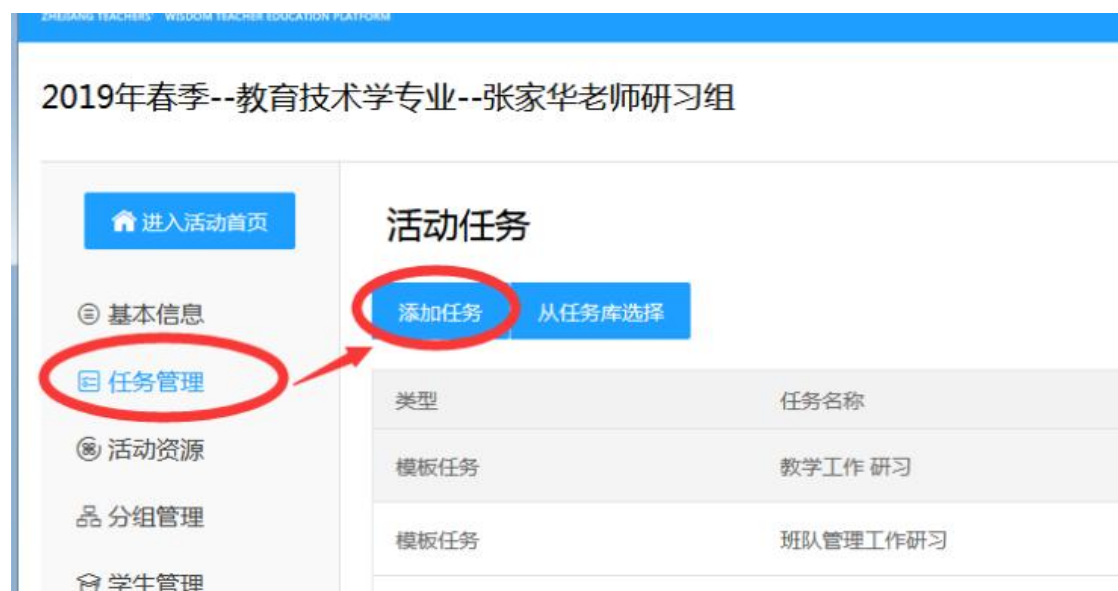 ZHEJIANG TEACHERS' WISDOM TEACHER EDUCATION PLATFORM
2019年春季--教育技术学专业--张家华老师研习组
进入活动首页
基本信息
任务管理
活动资源
分组管理
学生管理
活动任务
添加任务 从任务库选择
类型 任务名称
模板任务 教学工作 研习
模板任务 班队管理工作研习